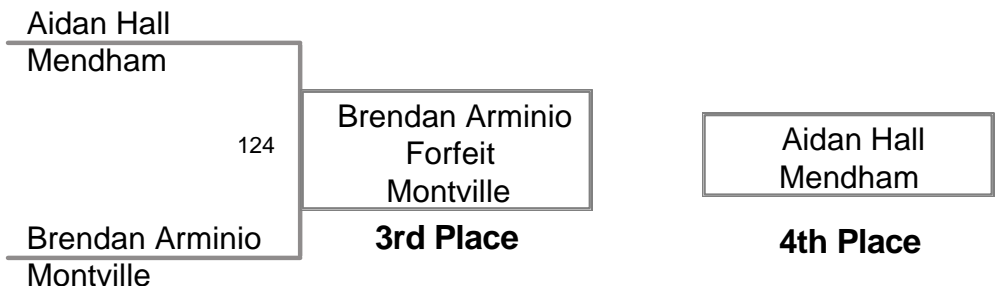 Aidan Hall
Mendham
124
Brendan Arminio
Montville
Brendan Arminio
Forfeit
Montville
3rd Place
Aidan Hall
Mendham
4th Place